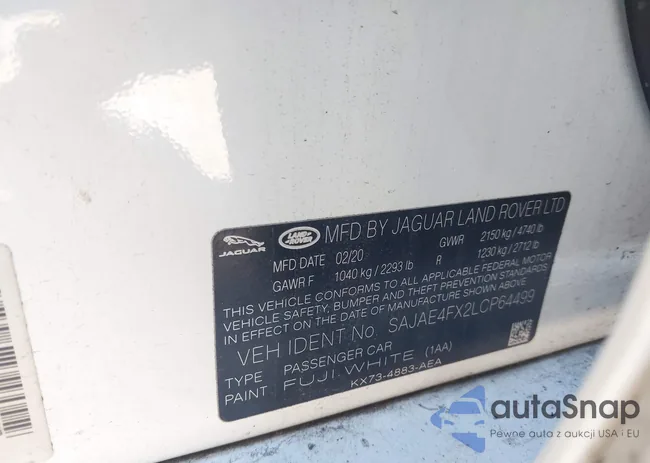 JAGUAR
LAND ROVER
MFD BY JAGUAR LAND ROVER LTD
MFD DATE 02/20 GVWR 2150 kg / 4740 lb
GAWR F 1040 kg / 2293 lb R 1230 kg / 2712 lb
THIS VEHICLE CONFORMS TO ALL APPLICABLE FEDERAL MOTOR
VEHICLE SAFETY, BUMPER AND THEFT PREVENTION STANDARDS
IN EFFECT ON THE DATE OF MANUFACTURE SHOWN ABOVE.
VEH IDENT No. SAJAE4FX2LCP64499
TYPE PASSENGER CAR
PAINT FUJI WHITE (1AA)
KX73-4883-AEA
autaSnap
Pewne auta z aukcji USA i EU